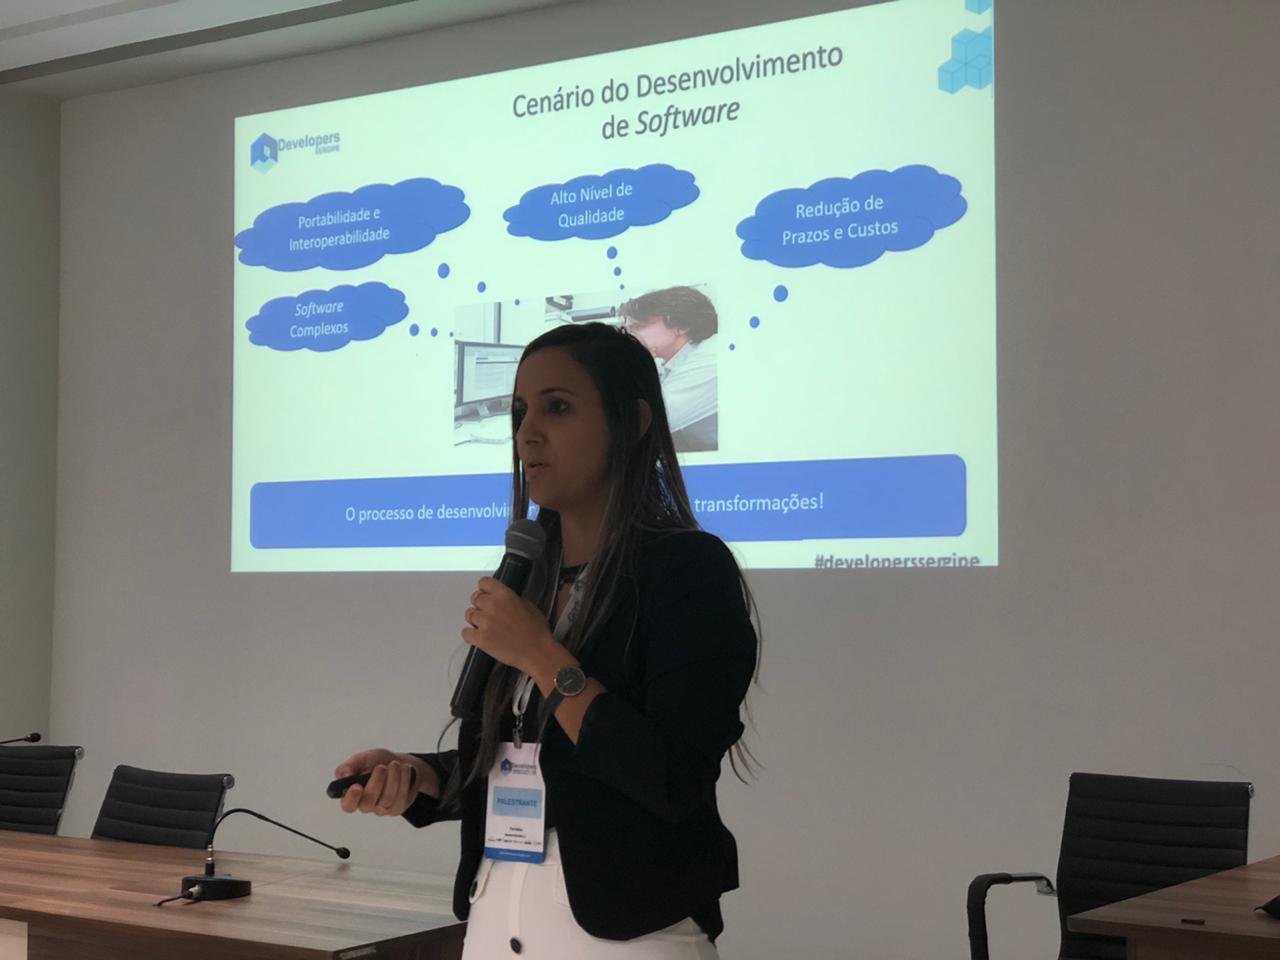 Cenário do Desenvolvimento
de Software
Developers
SERGIPE
Portabilidade e
Interoperabilidade
Alto Nível de
Qualidade
Redução de
Prazos e Custos
Software
Complexos
O processo de desenvolvim transformações!
#developerssergipe
Developers
PALESTRANTE